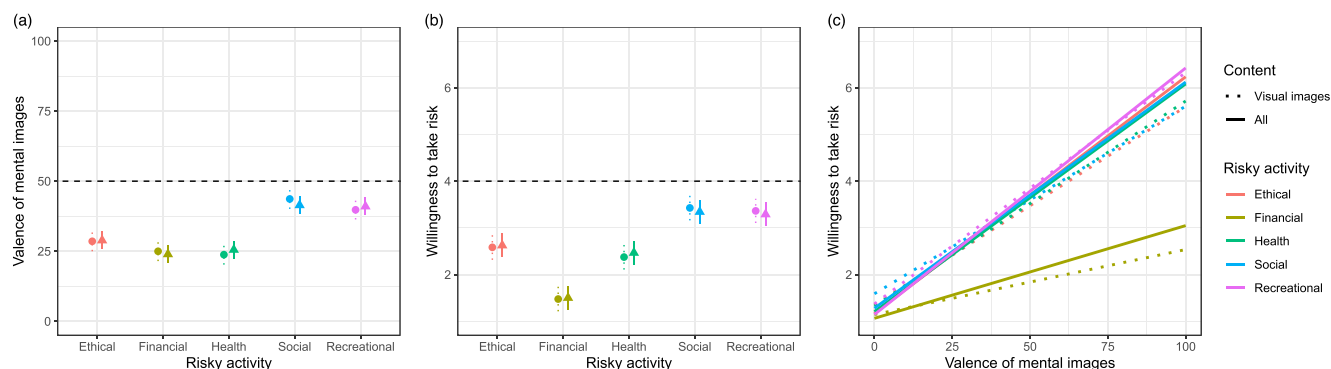 (a)
Valence of mental images
100
75
50
25
0
Ethical Financial Health Social Recreational
Risky activity
(b)
Willingness to take risk
6
4
2
Ethical Financial Health Social Recreational
Risky activity
(c)
Willingness to take risk
6
4
2
0 25 50 75 100
Valence of mental images
Content
Visual images
All
Risky activity
Ethical
Financial
Health
Social
Recreational